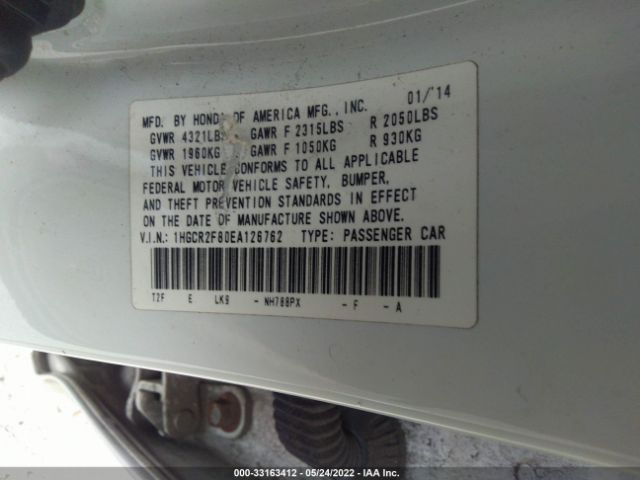 MFD. BY HONDA OF AMERICA MFG., INC. 01/'14
GVWR 4321LBS GAWR F 2315LBS R 2050LBS
GVWR 1960KG GAWR F 1050KG R 930KG
THIS VEHICLE CONFORMS TO ALL APPLICABLE
FEDERAL MOTOR VEHICLE SAFETY, BUMPER,
AND THEFT PREVENTION STANDARDS IN EFFECT
ON THE DATE OF MANUFACTURE SHOWN ABOVE.
V.I.N.: 1HGCR2F80EA126762 TYPE: PASSENGER CAR
T2F E LK9 - NH788PX - F - A
000-33163412 - 05/24/2022 - IAA Inc.